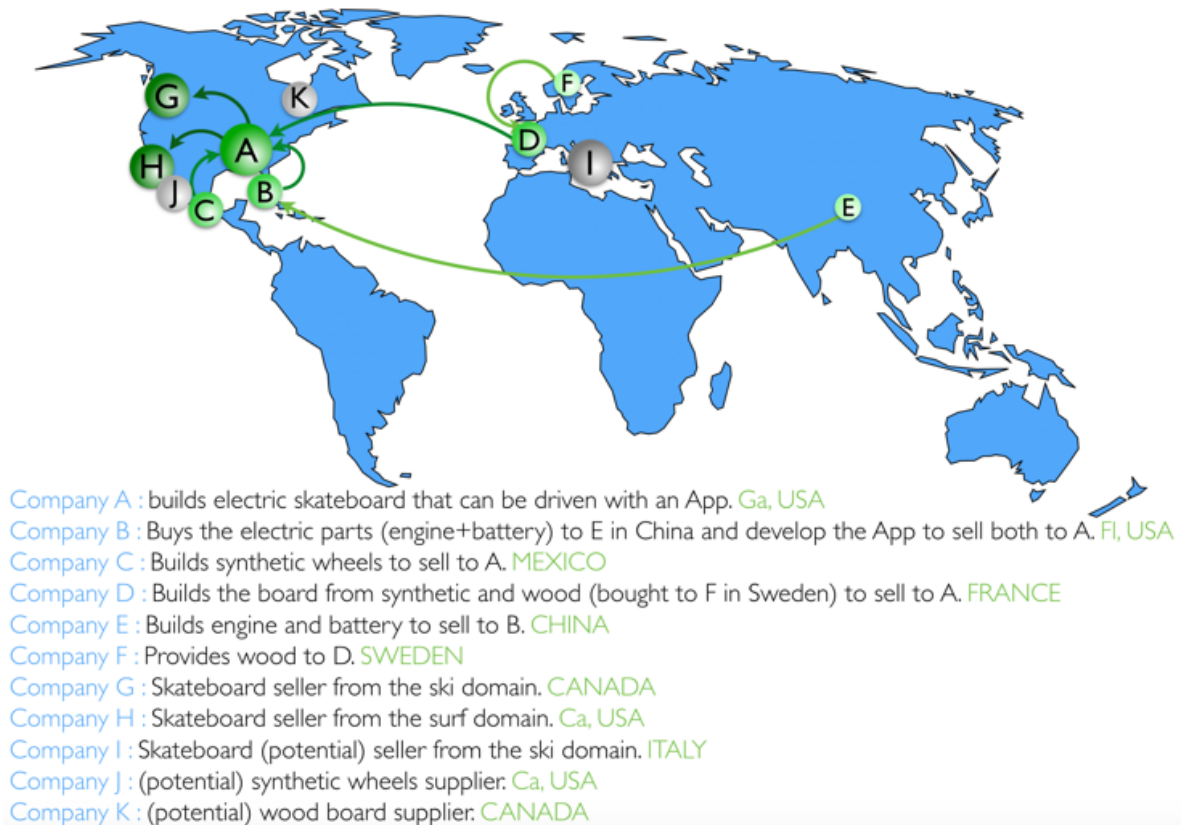 G
K
F
A
D
H
I
J
B
C
E
Company A : builds electric skateboard that can be driven with an App. Ga, USA
Company B : Buys the electric parts (engine+battery) to E in China and develop the App to sell both to A. Fl, USA
Company C : Builds synthetic wheels to sell to A. MEXICO
Company D : Builds the board from synthetic and wood (bought to F in Sweden) to sell to A. FRANCE
Company E : Builds engine and battery to sell to B. CHINA
Company F : Provides wood to D. SWEDEN
Company G : Skateboard seller from the ski domain. CANADA
Company H : Skateboard seller from the surf domain. Ca, USA
Company I : Skateboard (potential) seller from the ski domain. ITALY
Company J : (potential) synthetic wheels supplier. Ca, USA
Company K : (potential) wood board supplier. CANADA